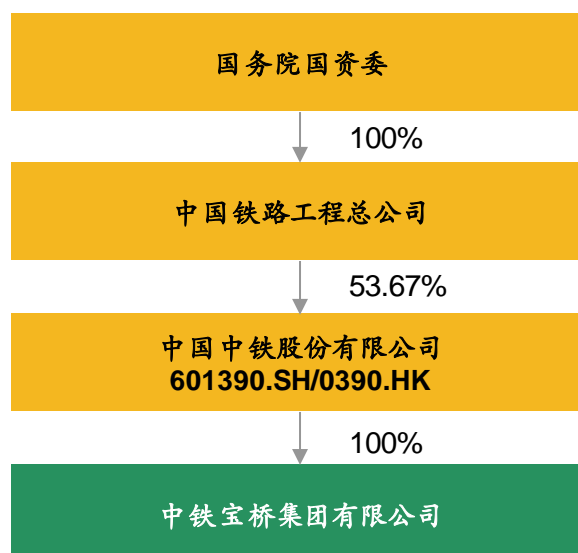 国务院国资委
100%
中国铁路工程总公司
53.67%
中国中铁股份有限公司
601390.SH/0390.HK
100%
中铁宝桥集团有限公司